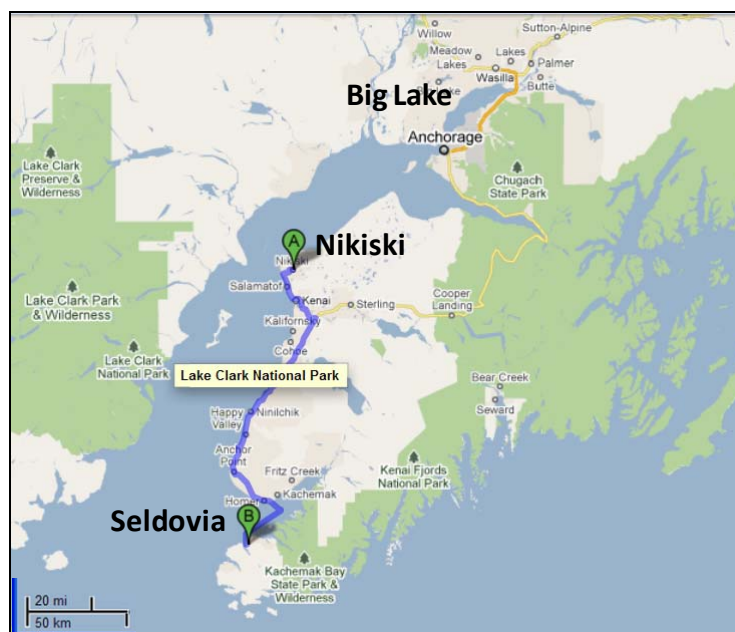 Willow
Sutton-Alpine
Meadow
Lakes
Lakes
Palmer
Wasilla
Big Lake
Butte
Big Lake
Anchorage
Chugach
State Park
Lake Clark
Preserve &
Wilderness
A
Nikiski
Nikiski
Salamatof
Kenai
Sterling
Cooper
Landing
Lake Clark Park
& Wilderness
Kalifornsky
Cohoe
Lake Clark
National Park
Lake Clark National Park
Bear Creek
Seward
Happy
Valley
Ninilchik
Anchor
Point
Fritz Creek
Kenai Fjords
National Park
Kachemak
Homer
Seldovia
B
Kachemak Bay
State Park &
Wilderness
20 mi
50 km